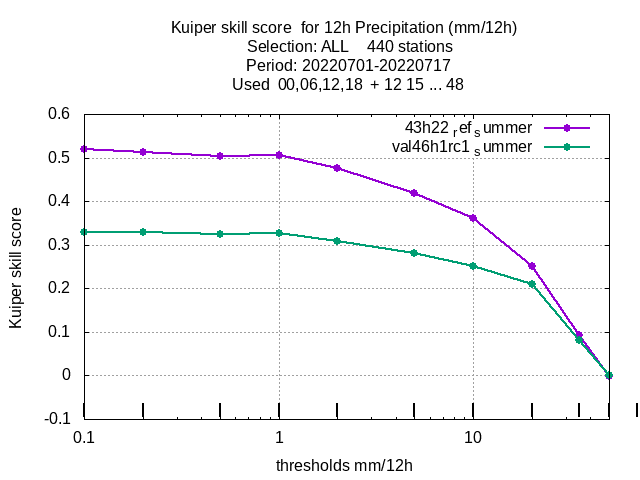 Kuiper skill score for 12h Precipitation (mm/12h)
Selection: ALL 440 stations
Period: 20220701-20220717
Used 00,06,12,18 + 12 15 ... 48
43h22 refsummer
val46h1rc1 summer
0.6
0.5
0.4
0.3
0.2
0.1
0
-0.1
Kuiper skill score
0.1
1
10
thresholds mm/12h